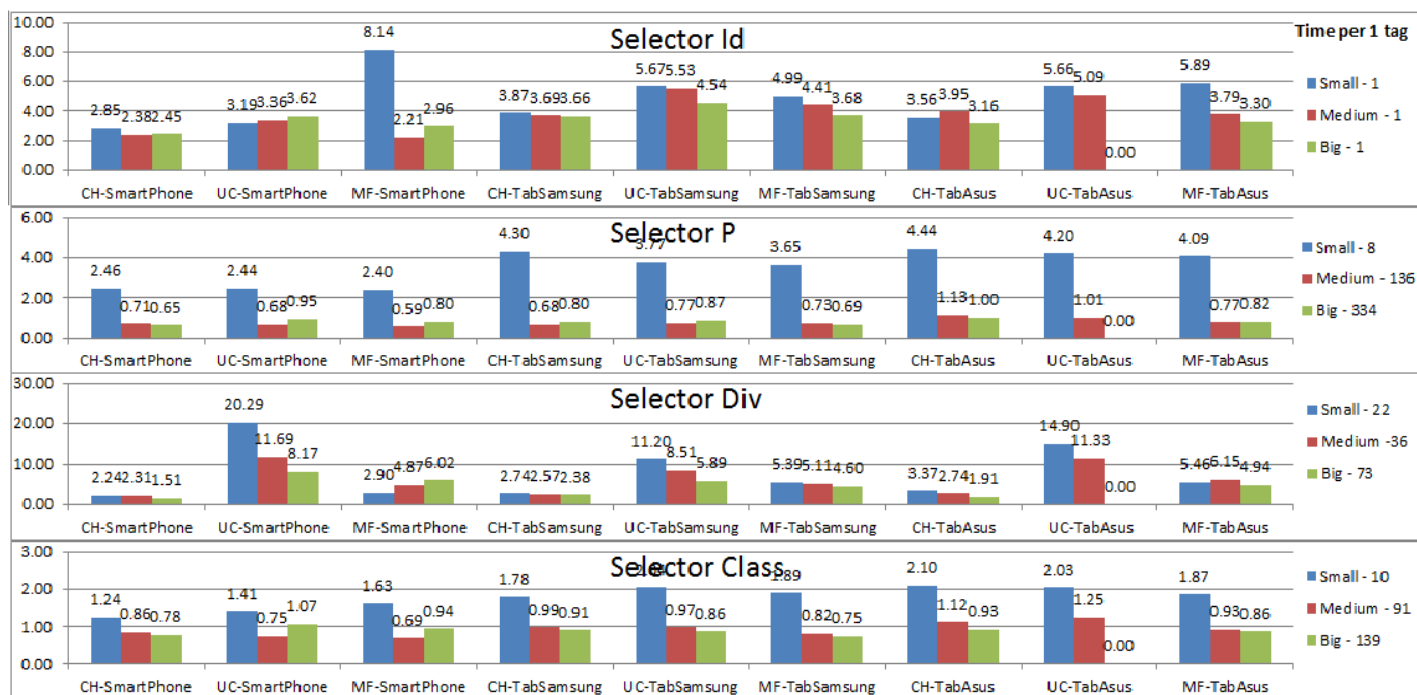 10.00
8.00
6.00
4.00
2.00
0.00
Selector Id
Time per 1 tag
2.85 2.38 2.45
3.19 3.36 3.62
8.14 2.21 2.96
3.87 3.69 3.66
5.67 5.53 4.54
4.99 4.41 3.68
3.56 3.95 3.16
5.66 5.09 0.00
5.89 3.79 3.30
Small - 1
Medium - 1
Big - 1
CH-SmartPhone UC-SmartPhone MF-SmartPhone CH-TabSamsung UC-TabSamsung MF-TabSamsung CH-TabAsus UC-TabAsus MF-TabAsus
6.00
4.00
2.00
0.00
Selector P
2.46 0.71 0.65
2.44 0.68 0.95
2.40 0.59 0.80
4.30 0.68 0.80
3.77 0.77 0.87
3.65 0.73 0.69
4.44 1.13 1.00
4.20 1.01 0.00
4.09 0.77 0.82
Small - 8
Medium - 136
Big - 334
CH-SmartPhone UC-SmartPhone MF-SmartPhone CH-TabSamsung UC-TabSamsung MF-TabSamsung CH-TabAsus UC-TabAsus MF-TabAsus
30.00
20.00
10.00
0.00
Selector Div
2.24 2.31 1.51
20.29 11.69 8.17
2.90 4.87 6.02
2.74 2.57 2.38
11.20 8.51 5.89
5.39 5.11 4.60
3.37 2.74 1.91
14.90 11.33 0.00
5.46 6.15 4.94
Small - 22
Medium -36
Big - 73
CH-SmartPhone UC-SmartPhone MF-SmartPhone CH-TabSamsung UC-TabSamsung MF-TabSamsung CH-TabAsus UC-TabAsus MF-TabAsus
3.00
2.00
1.00
0.00
Selector Class
1.24 0.86 0.78
1.41 0.75 1.07
1.63 0.69 0.94
1.78 0.99 0.91
0.97 0.86
1.89 0.82 0.75
2.10 1.12 0.93
2.03 1.25 0.00
1.87 0.93 0.86
Small - 10
Medium - 91
Big - 139
CH-SmartPhone UC-SmartPhone MF-SmartPhone CH-TabSamsung UC-TabSamsung MF-TabSamsung CH-TabAsus UC-TabAsus MF-TabAsus